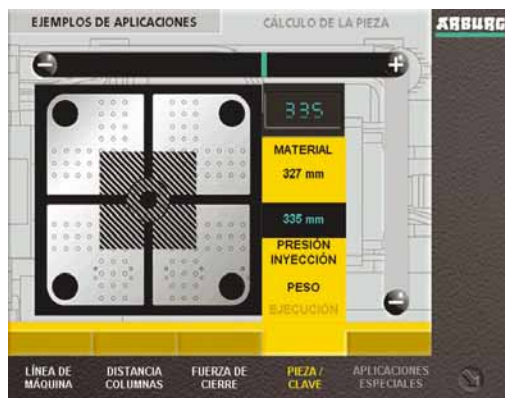 EJEMPLOS DE APLICACIONES
CÁLCULO DE LA PIEZA
ARBURG
335
MATERIAL
327 mm
335 mm
PRESIÓN
INYECCIÓN
PESO
EJECUCIÓN
LÍNEA DE
MÁQUINA
DISTANCIA
COLUMNAS
FUERZA DE
CIERRE
PIEZA /
CLAVE
APLICACIONES
ESPECIALES